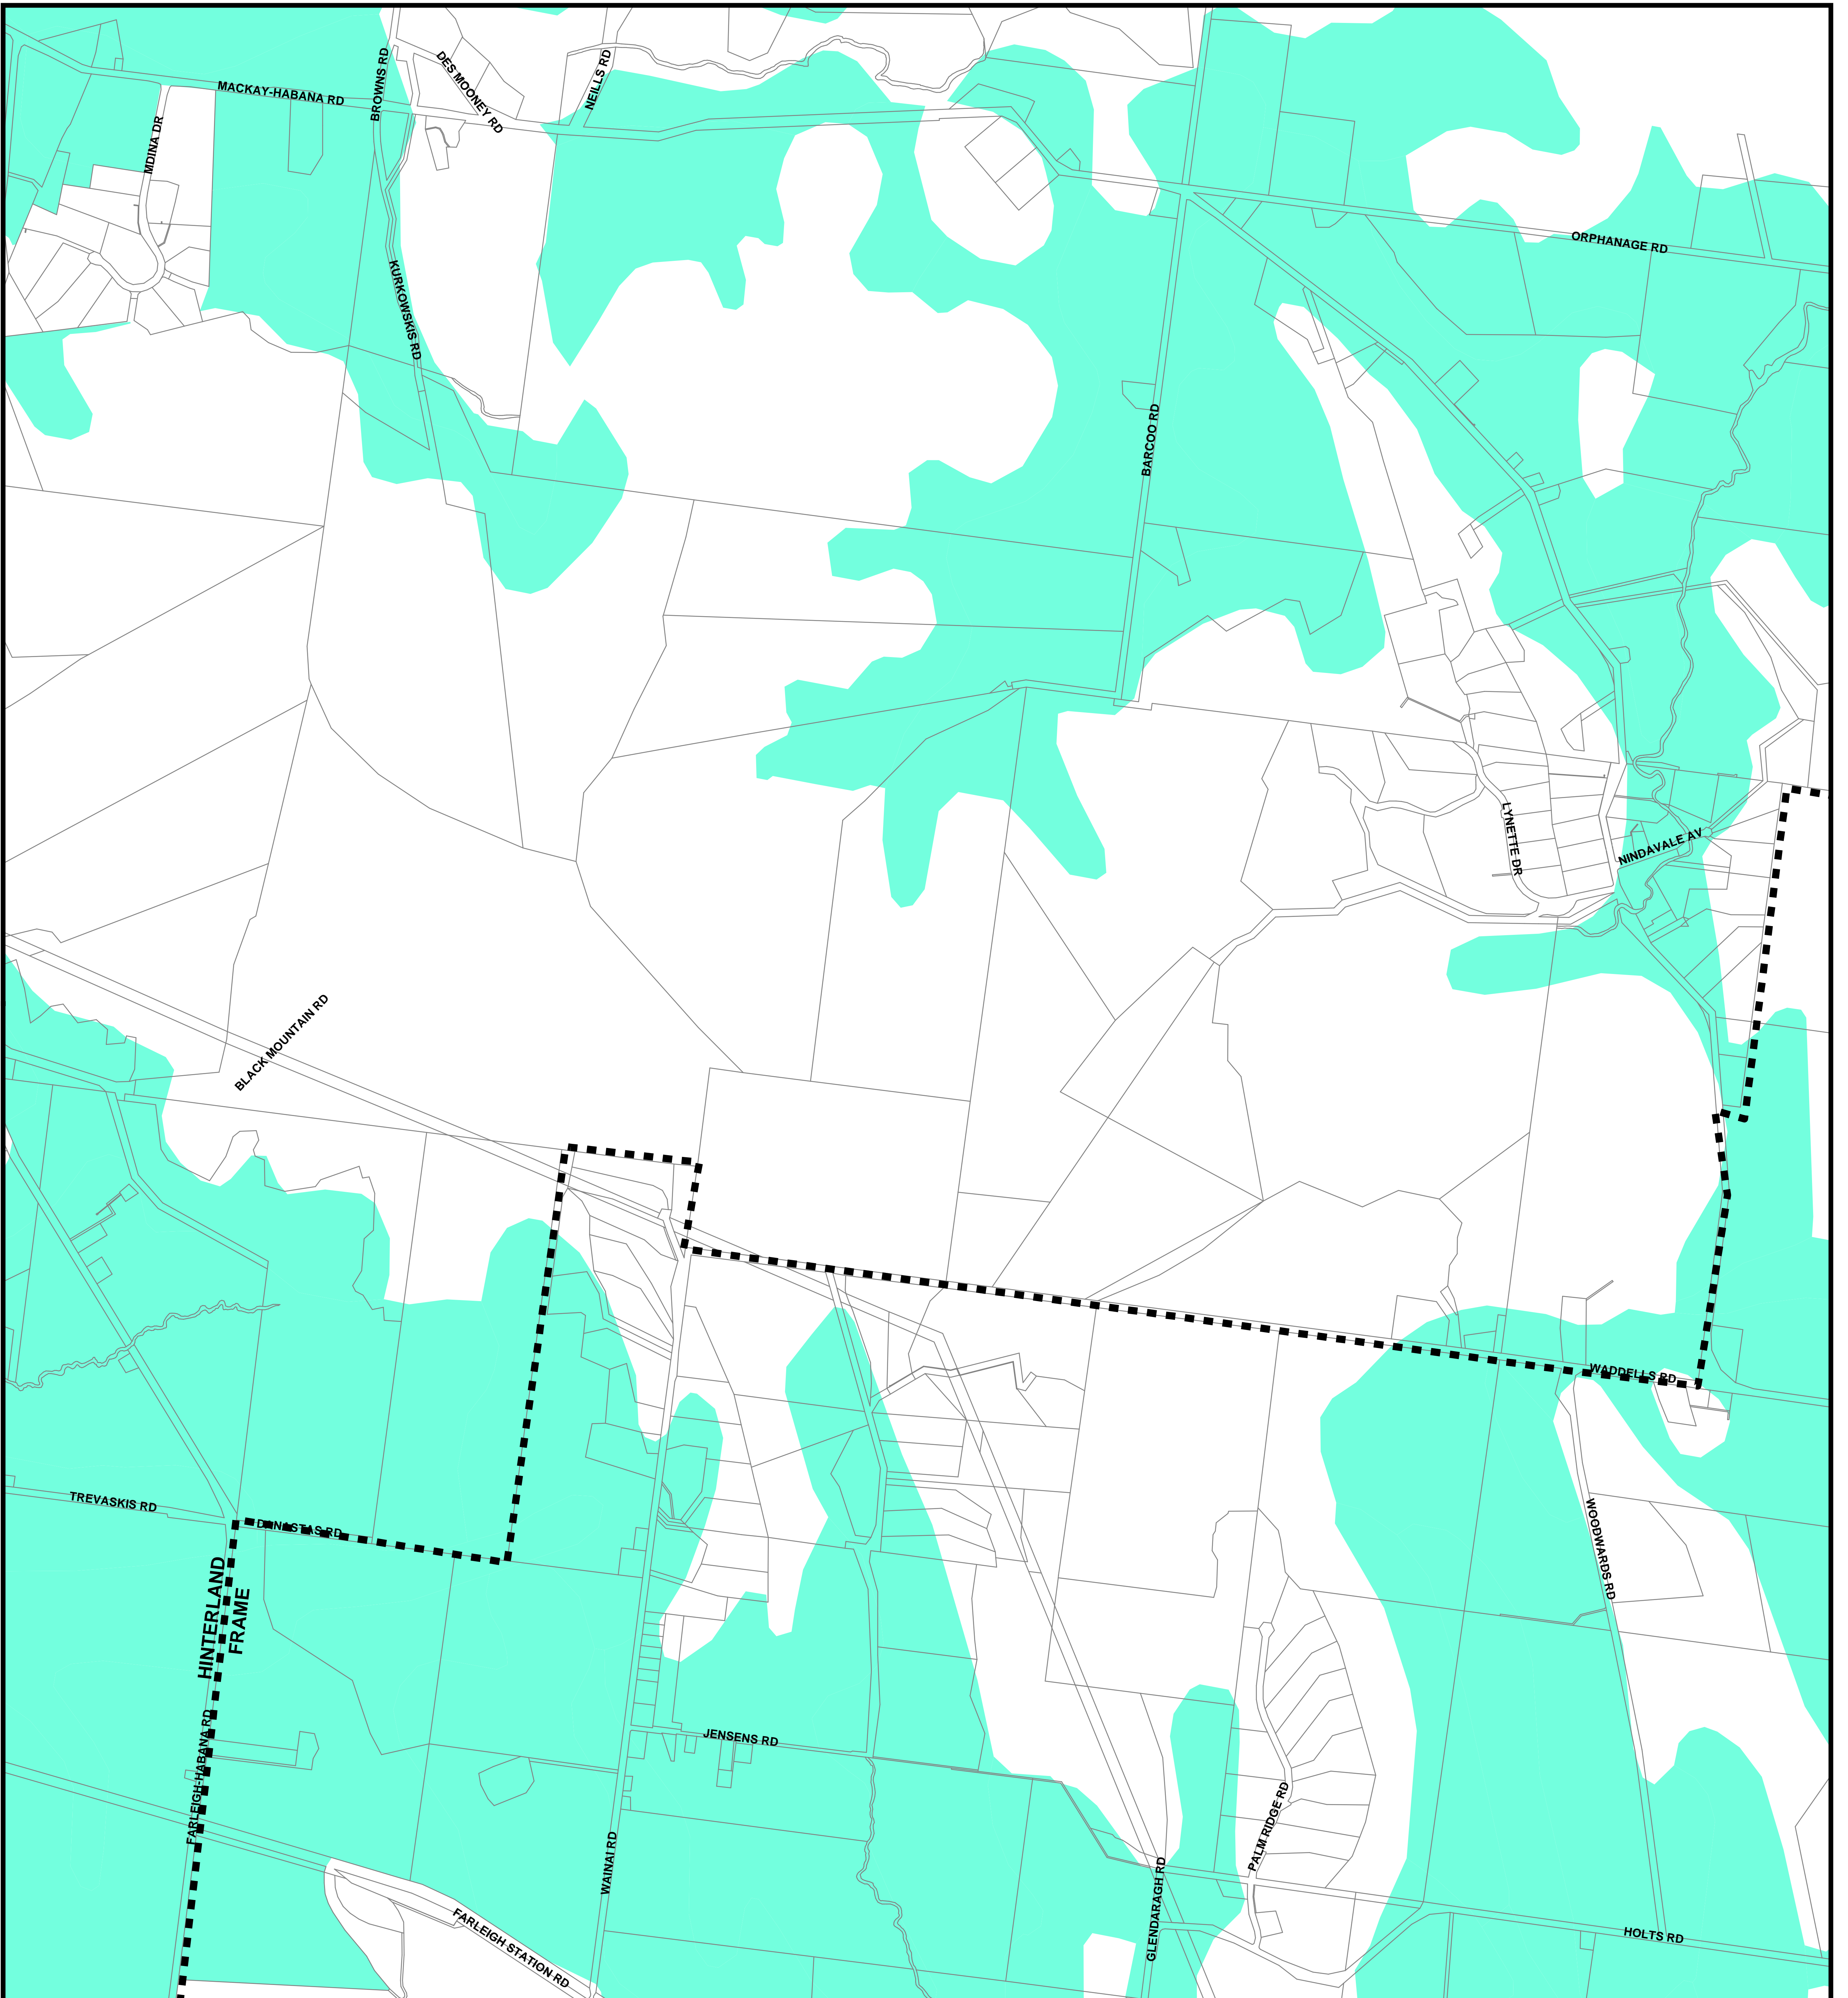 BROWNS RD
DES MOONEY RD
NEILLS RD
MACKAY-HABANA RD
MDINA DR
ORPHANAGE RD
KURKOWSKIS RD
BARCOO RD
LYNETTE DR
NINDAVALE AV
BLACK MOUNTAIN RD
WADDELLS RD
TREVASKIS RD
DUNASTAS RD
WOODWARDS RD
HINTERLAND
FRAME
FARLEIGH-HABANA RD
JENSENS RD
PALM RIDGE RD
WAINAI RD
GLENDARAGH RD
FARLEIGH STATION RD
HOLTS RD